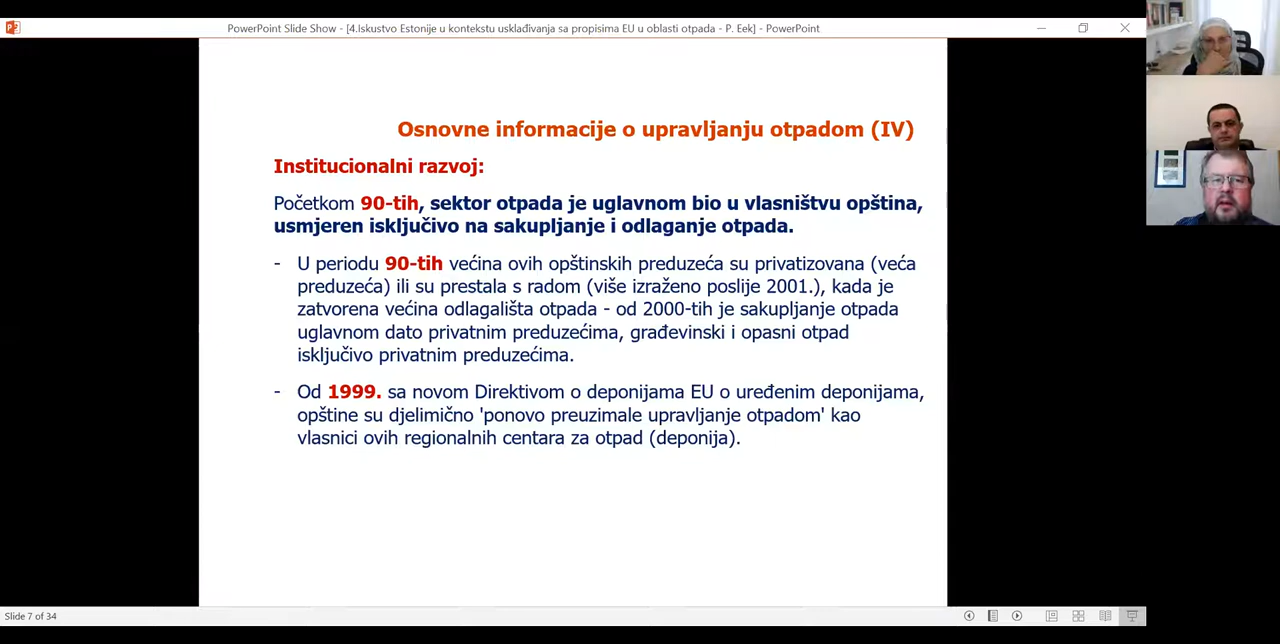 PowerPoint Slide Show - [4.Iskustvo Estonije u kontekstu usklađivanja sa propisima EU u oblasti otpada - P. Eek] - PowerPoint
Osnovne informacije o upravljanju otpadom (IV)
Institucionalni razvoj:
Početkom 90-tih, sektor otpada je uglavnom bio u vlasništvu opština,
usmjeren isključivo na sakupljanje i odlaganje otpada.
- U periodu 90-tih većina ovih opštinskih preduzeća su privatizovana (veća
preduzeća) ili su prestala s radom (više izraženo poslije 2001.), kada je
zatvorena većina odlagališta otpada - od 2000-tih je sakupljanje otpada
uglavnom dato privatnim preduzećima, građevinski i opasni otpad
isključivo privatnim preduzećima.
- Od 1999. sa novom Direktivom o deponijama EU o uređenim deponijama,
opštine su djelimično 'ponovo preuzimale upravljanje otpadom' kao
vlasnici ovih regionalnih centara za otpad (deponija).
Slide 7 of 34